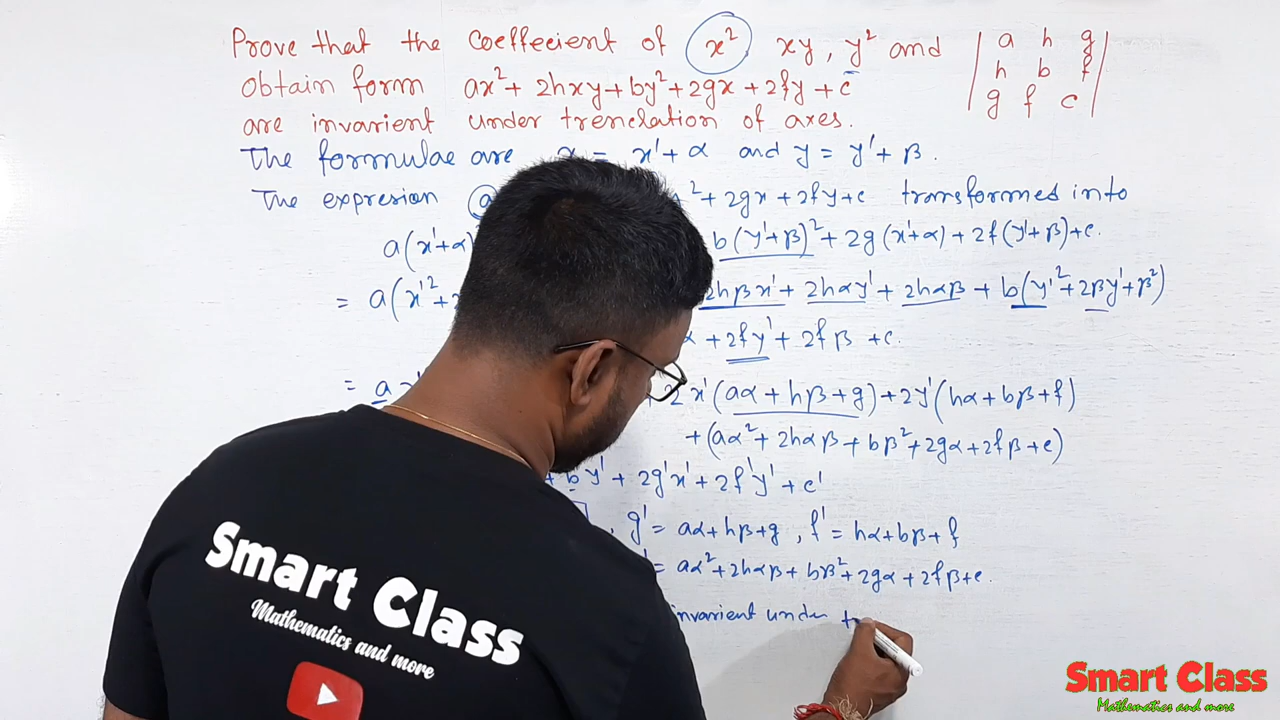 Prove that the Coeffecient of x² xy, y² and | a h g |
obtain form ax² + 2hxy + by² + 2gx + 2fy + c | h b f |
are invarient under trenclation of axes. | g f c |
The formulae are x = x' + α and y = y' + β.
The expresion a ² + 2gx + 2fy + c transformed into
a(x'+α) b(y'+β)² + 2g(x'+α) + 2f(y'+β) + c.
= a(x'² + 2hβx' + 2hαy' + 2hαβ + b(y'² + 2βy' + β²)
α + 2fy' + 2fβ + c.
= a 2x'(aα + hβ + g) + 2y'(hα + bβ + f)
+ (aα² + 2hαβ + bβ² + 2gα + 2fβ + c)
+ b'y' + 2g'x' + 2f'y' + c'
, g' = aα + hβ + g , f' = hα + bβ + f
' = aα² + 2hαβ + bβ² + 2gα + 2fβ + c.
invarient under
Smart Class
Mathematics and more
Smart Class
Mathematics and more